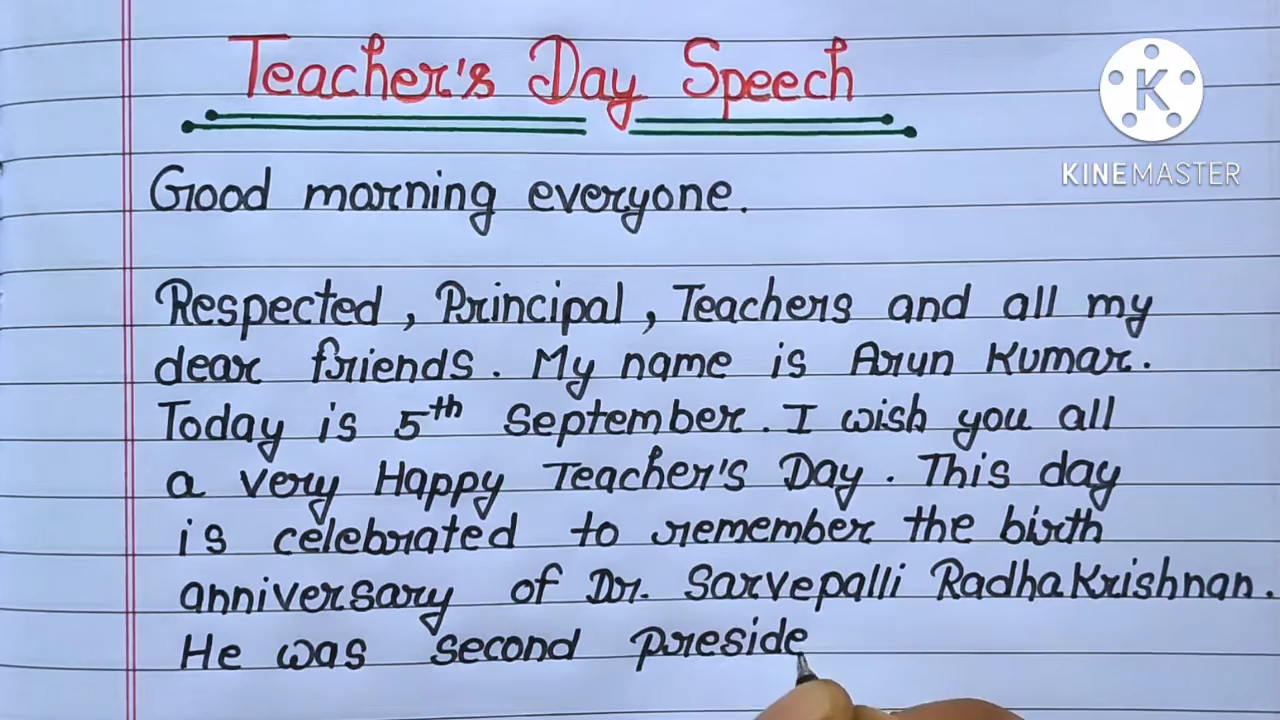 Teacher's Day Speech
K
KINEMASTER
Good morning everyone.
Respected, Principal, Teachers and all my
dear friends. My name is Arun Kumar.
Today is 5th September. I wish you all
a very Happy Teacher's Day. This day
is celebrated to remember the birth
anniversary of Dr. Sarvepalli RadhaKrishnan.
He was second preside